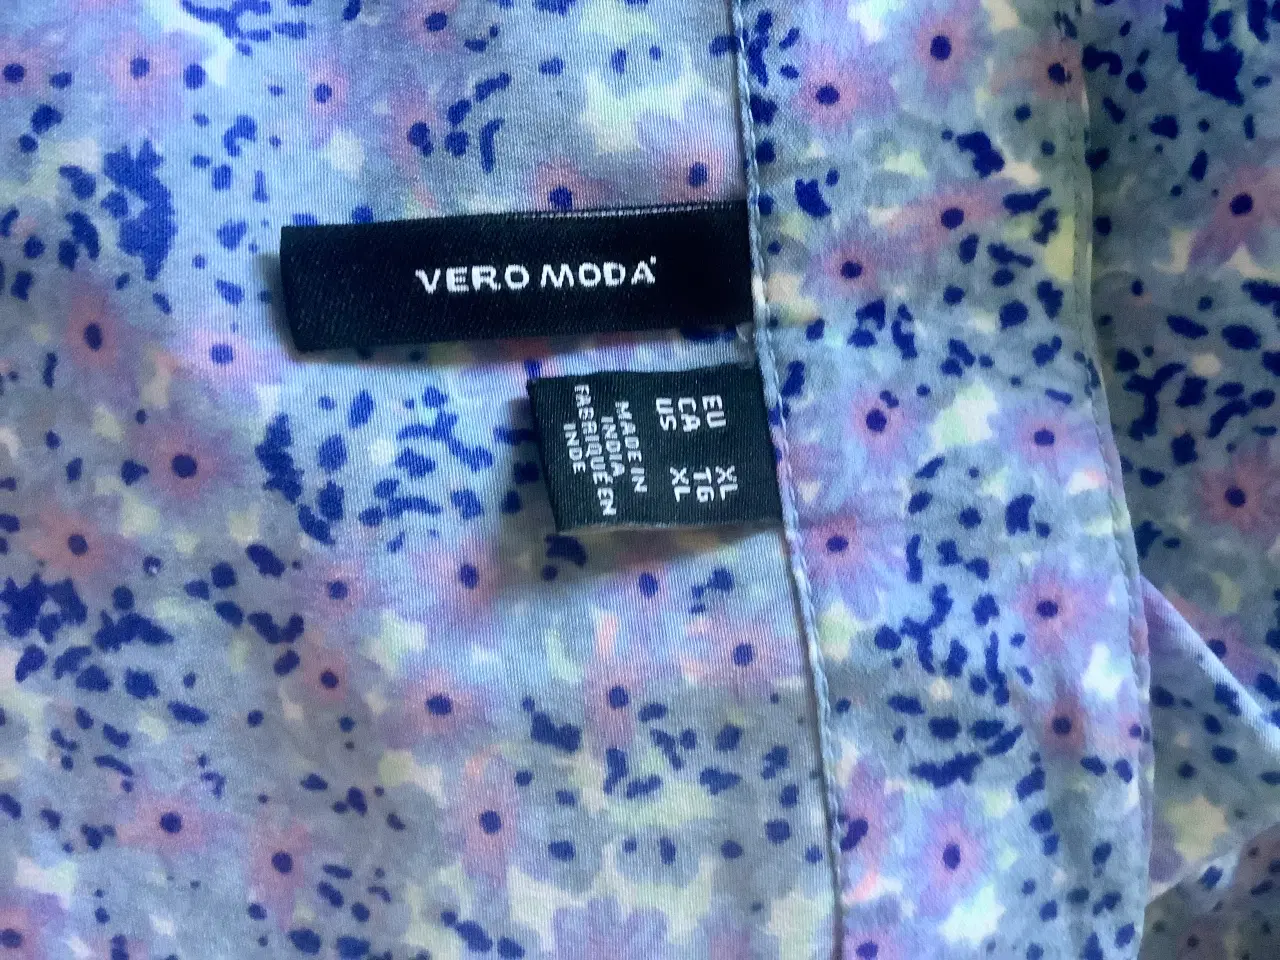 VERO MODA
EU XL
CA TG
US XL
MADE IN
INDIA
FABRIQUÉ EN
INDE